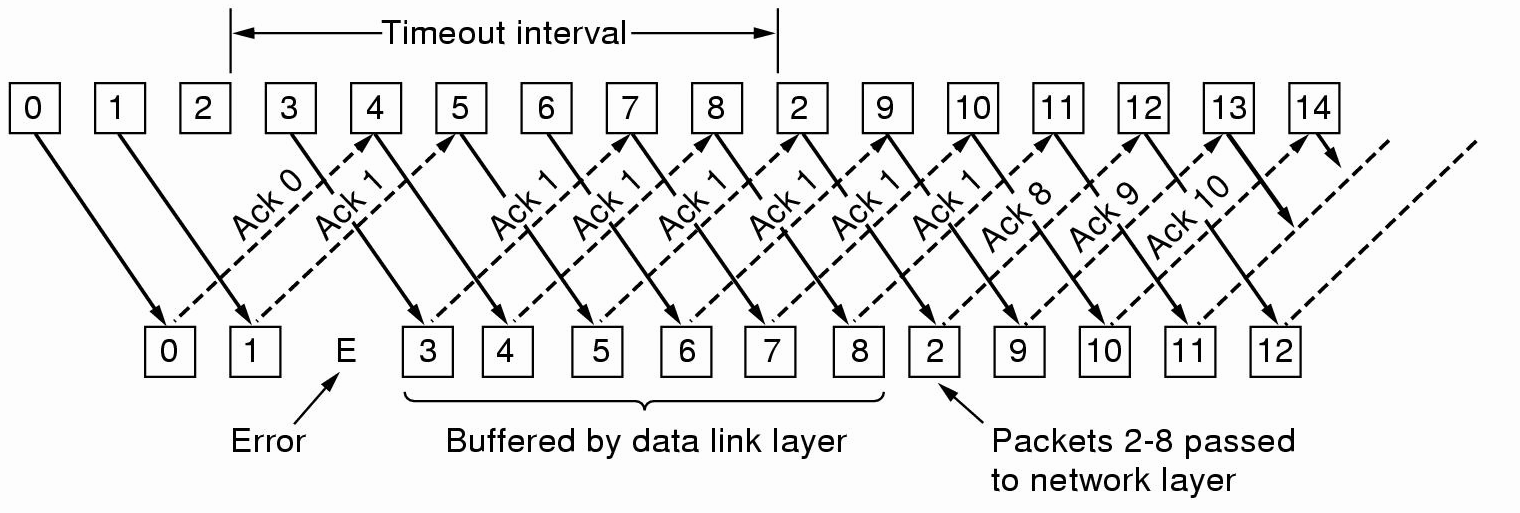 Timeout interval
0 1 2 3 4 5 6 7 8 2 9 10 11 12 13 14
Ack 0 Ack 1 Ack 1 Ack 1 Ack 1 Ack 1 Ack 1 Ack 1 Ack 8 Ack 9 Ack 10
0 1 E 3 4 5 6 7 8 2 9 10 11 12
Error
Buffered by data link layer
Packets 2-8 passed
to network layer